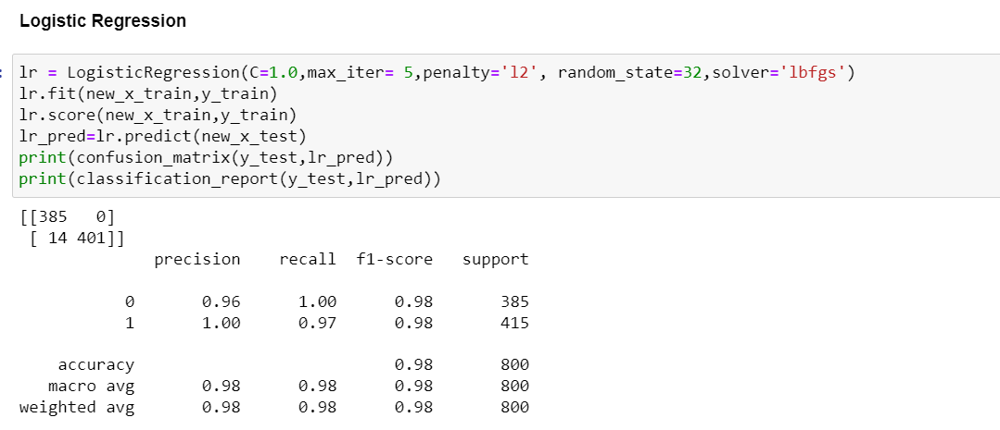 Logistic Regression
lr = LogisticRegression(C=1.0,max_iter= 5,penalty='l2', random_state=32,solver='lbfgs')
lr.fit(new_x_train,y_train)
lr.score(new_x_train,y_train)
lr_pred=lr.predict(new_x_test)
print(confusion_matrix(y_test,lr_pred))
print(classification_report(y_test,lr_pred))
[[385   0]
 [ 14 401]]
              precision    recall  f1-score   support
           0       0.96      1.00      0.98       385
           1       1.00      0.97      0.98       415
    accuracy                           0.98       800
   macro avg       0.98      0.98      0.98       800
weighted avg       0.98      0.98      0.98       800